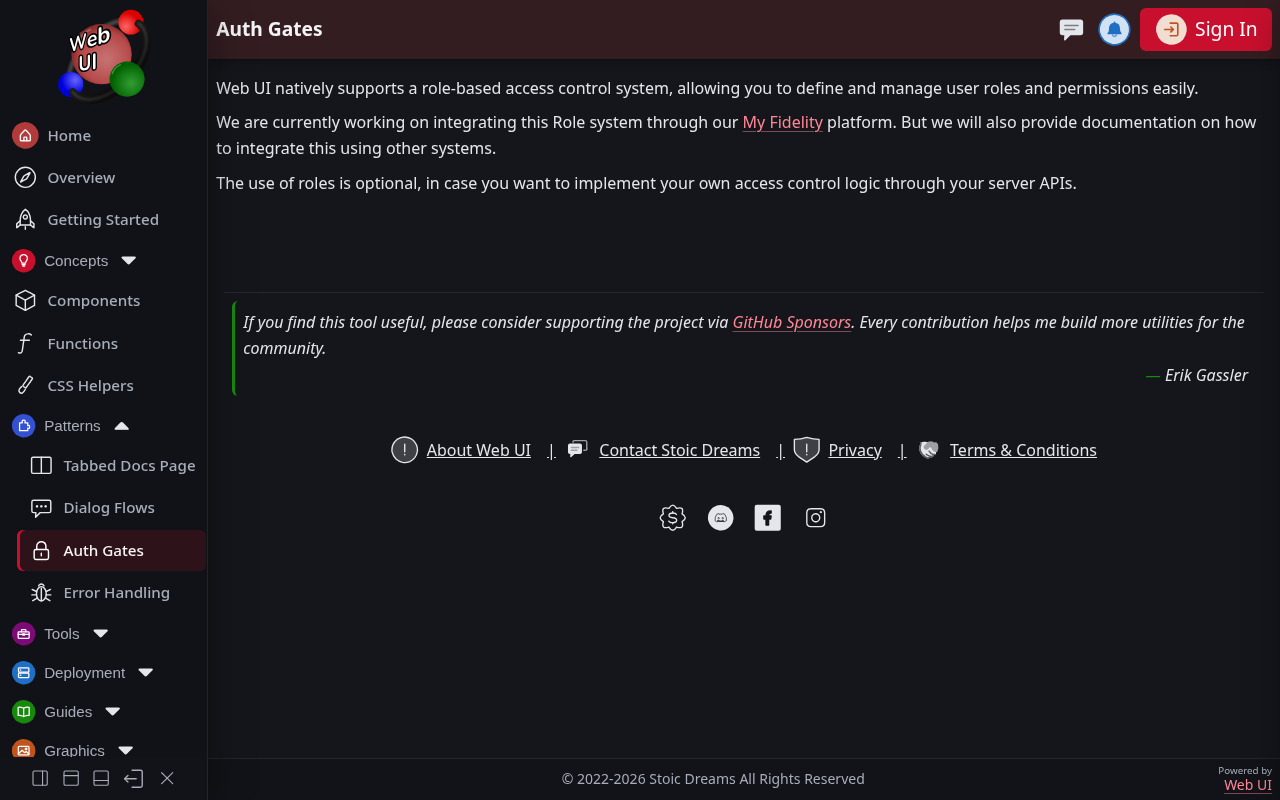 Web
UI
Home
Overview
Getting Started
Concepts
Components
Functions
CSS Helpers
Patterns
Tabbed Docs Page
Dialog Flows
Auth Gates
Error Handling
Tools
Deployment
Guides
Graphics
Auth Gates
Sign In
Web UI natively supports a role-based access control system, allowing you to define and manage user roles and permissions easily.
We are currently working on integrating this Role system through our My Fidelity platform. But we will also provide documentation on how
to integrate this using other systems.
The use of roles is optional, in case you want to implement your own access control logic through your server APIs.
If you find this tool useful, please consider supporting the project via GitHub Sponsors. Every contribution helps me build more utilities for the
community.
— Erik Gassler
About Web UI | Contact Stoic Dreams | Privacy | Terms & Conditions
© 2022-2026 Stoic Dreams All Rights Reserved
Powered by
Web UI